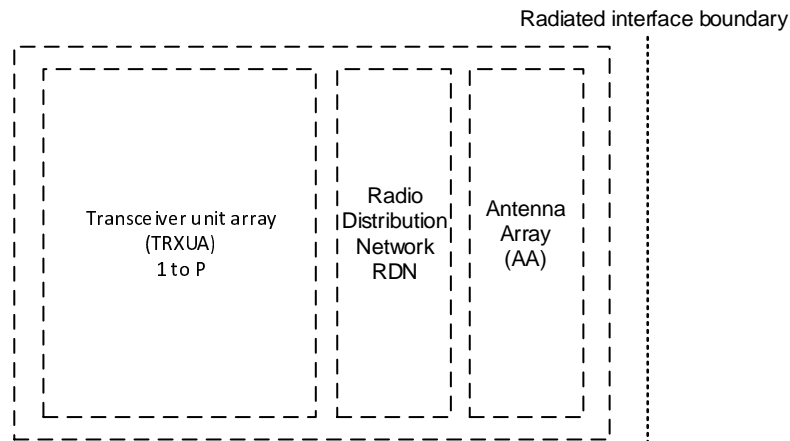 Radiated interface boundary
Transceiver unit array
(TRXUA)
1 to P
Radio
Distribution
Network
RDN
Antenna
Array
(AA)